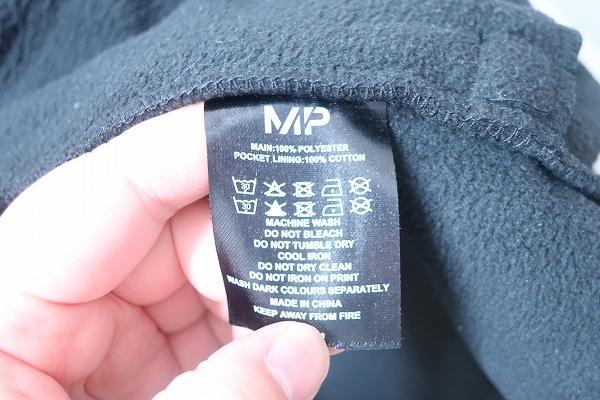 MP
MAIN:100% POLYESTER
POCKET LINING:100% COTTON
30
30
MACHINE WASH
DO NOT BLEACH
DO NOT TUMBLE DRY
COOL IRON
DO NOT DRY CLEAN
DO NOT IRON ON PRINT
WASH DARK COLOURS SEPARATELY
MADE IN CHINA
KEEP AWAY FROM FIRE